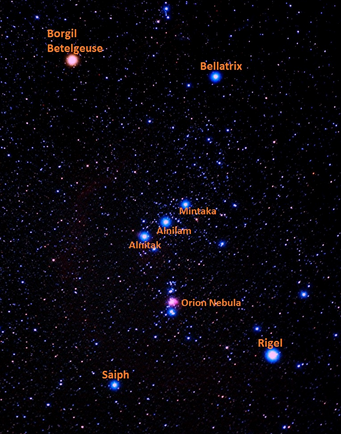 Borgil
Betelgeuse
Bellatrix
Mintaka
Alnilam
Alnitak
Orion Nebula
Rigel
Saiph